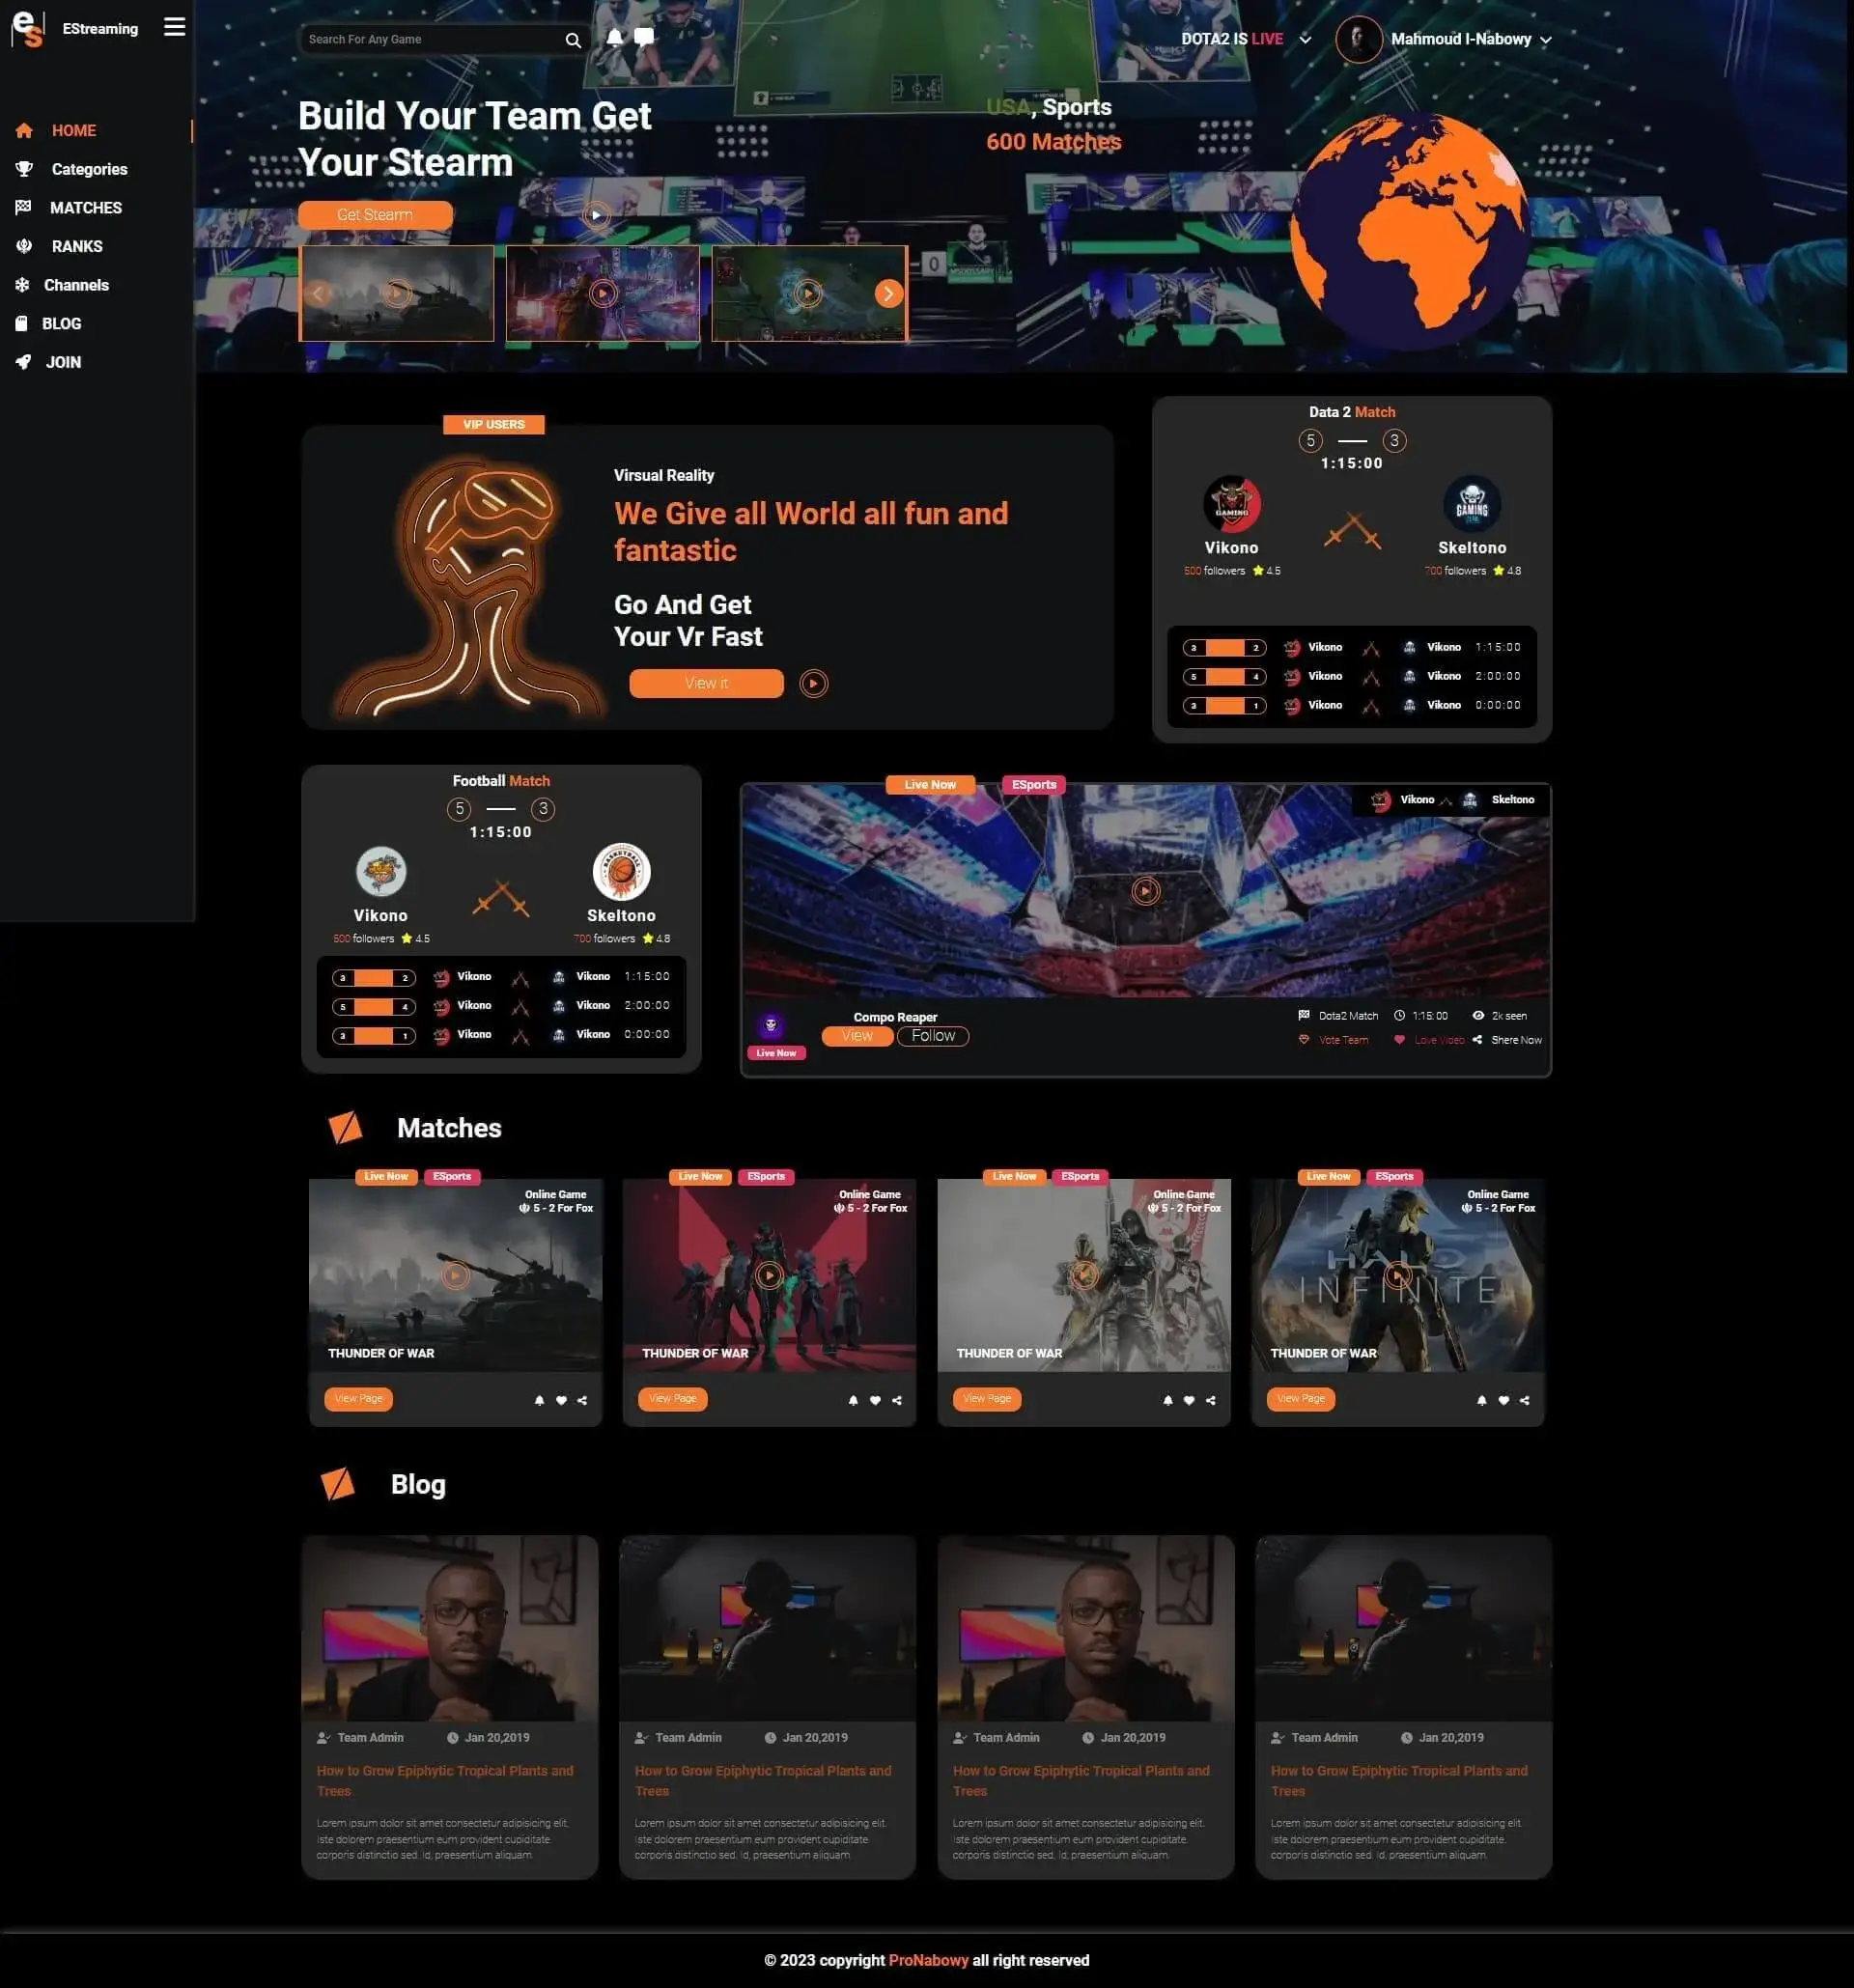 es EStreaming
HOME
Categories
MATCHES
RANKS
Channels
BLOG
JOIN
Search For Any Game
DOTA2 IS LIVE
Mahmoud I-Nabowy
Build Your Team Get
Your Stearm
Get Stearm
USA, Sports
600 Matches
VIP USERS
Virsual Reality
We Give all World all fun and
fantastic
Go And Get
Your Vr Fast
View it
Data 2 Match
5 3
1:15:00
GAMING
GAMING
Vikono
Skeltono
500 followers 4.5
700 followers 4.8
3 2 Vikono Vikono 1:15:00
5 4 Vikono Vikono 2:00:00
3 1 Vikono Vikono 0:00:00
Football Match
5 3
1:15:00
BASKETBALL
Vikono
Skeltono
500 followers 4.5
700 followers 4.8
3 2 Vikono Vikono 1:15:00
5 4 Vikono Vikono 2:00:00
3 1 Vikono Vikono 0:00:00
Live Now ESports
Vikono Skeltono
Compo Reaper
View Follow
Live Now
Dota2 Match 1:15: 00 2k seen
Vote Team Love Video Shere Now
Matches
Live Now ESports
Online Game
5 - 2 For Fox
THUNDER OF WAR
View Page
Live Now ESports
Online Game
5 - 2 For Fox
THUNDER OF WAR
View Page
Live Now ESports
Online Game
5 - 2 For Fox
THUNDER OF WAR
View Page
Live Now ESports
Online Game
5 - 2 For Fox
HALO
INFINITE
THUNDER OF WAR
View Page
Blog
Team Admin Jan 20,2019
How to Grow Epiphytic Tropical Plants and
Trees
Lorem ipsum dolor sit amet consectetur adipisicing elit.
Iste dolorem praesentium eum provident cupiditate
corporis distinctio sed. Id, praesentium aliquam.
Team Admin Jan 20,2019
How to Grow Epiphytic Tropical Plants and
Trees
Lorem ipsum dolor sit amet consectetur adipisicing elit.
Iste dolorem praesentium eum provident cupiditate
corporis distinctio sed. Id, praesentium aliquam.
Team Admin Jan 20,2019
How to Grow Epiphytic Tropical Plants and
Trees
Lorem ipsum dolor sit amet consectetur adipisicing elit.
Iste dolorem praesentium eum provident cupiditate
corporis distinctio sed. Id, praesentium aliquam.
Team Admin Jan 20,2019
How to Grow Epiphytic Tropical Plants and
Trees
Lorem ipsum dolor sit amet consectetur adipisicing elit.
Iste dolorem praesentium eum provident cupiditate
corporis distinctio sed. Id, praesentium aliquam.
© 2023 copyright ProNabowy all right reserved